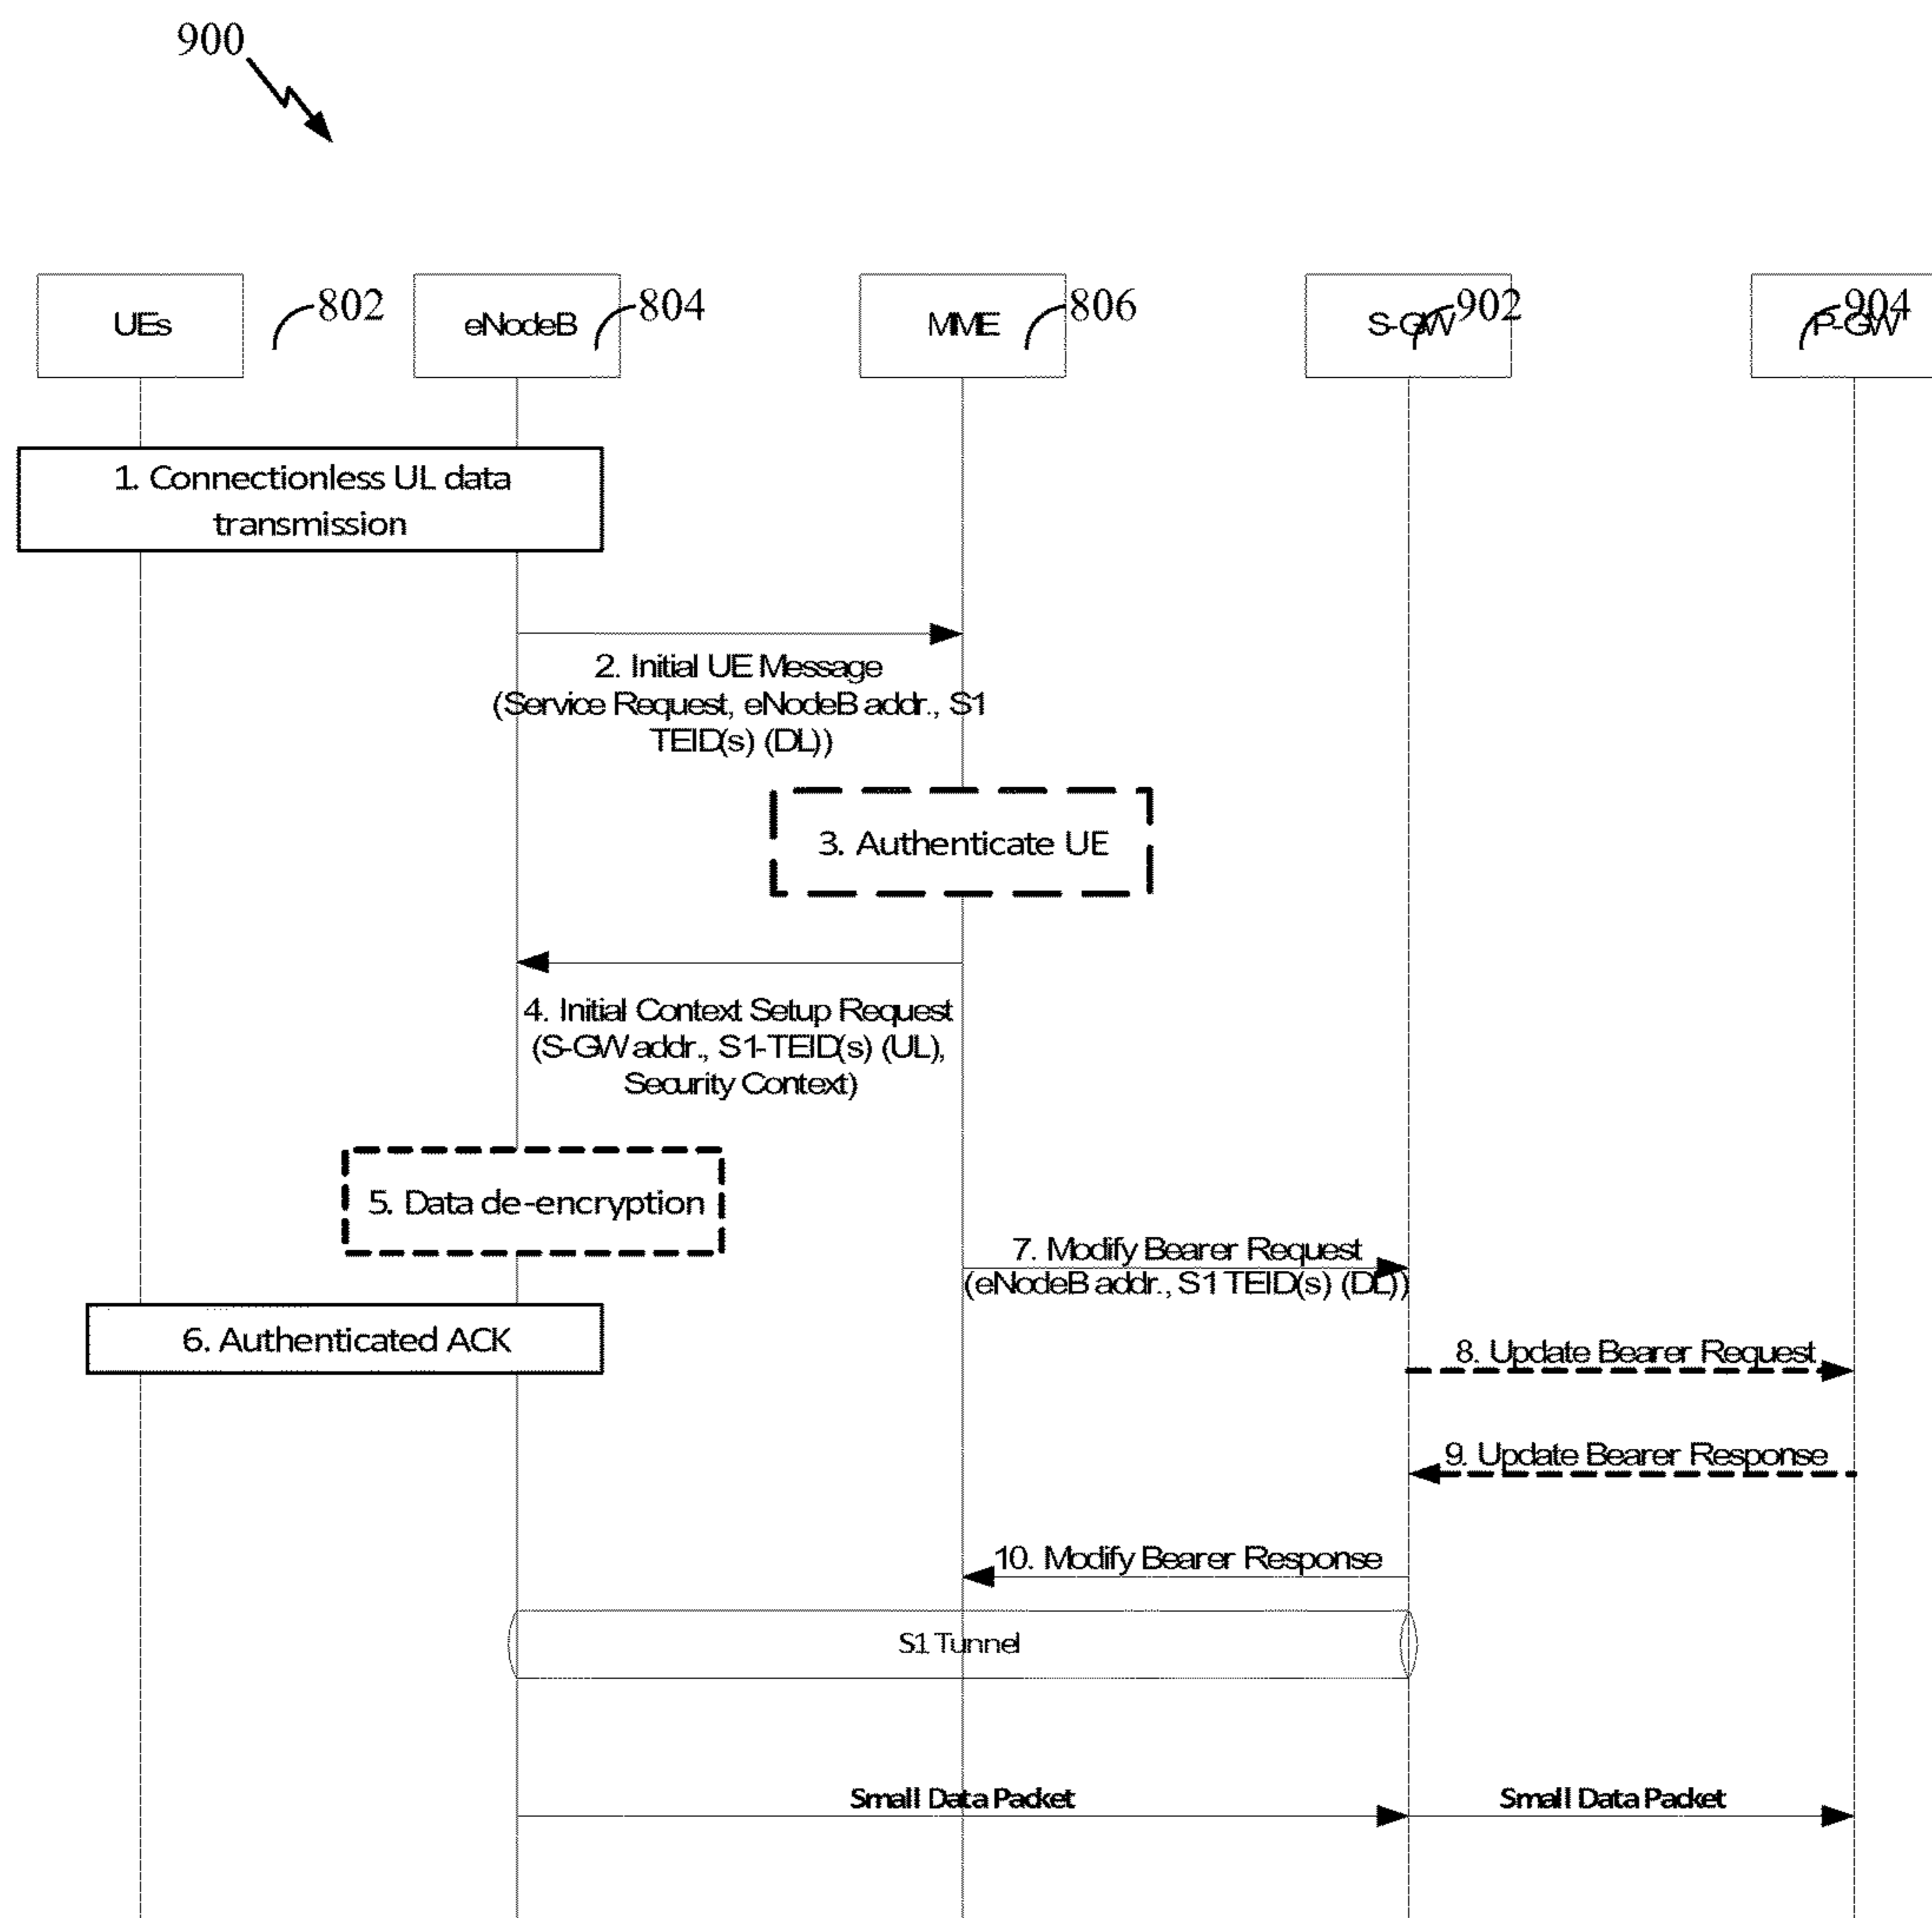 900
UEs
802
eNodeB
804
MME
806
S-GW
902
P-GW
904
1. Connectionless UL data
transmission
2. Initial UE Message
(Service Request, eNodeB addr., S1
TEID(s) (DL))
3. Authenticate UE
4. Initial Context Setup Request
(S-GW addr., S1-TEID(s) (UL),
Security Context)
5. Data de-encryption
7. Modify Bearer Request
(eNodeB addr., S1 TEID(s) (DL))
6. Authenticated ACK
8. Update Bearer Request
9. Update Bearer Response
10. Modify Bearer Response
S1 Tunnel
Small Data Packet
Small Data Packet